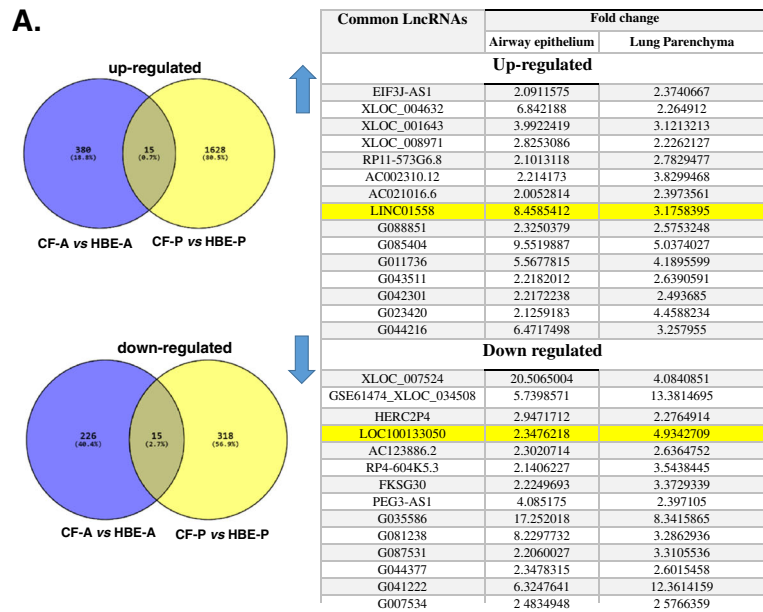 A.
up-regulated
380 15 1628
(18.8%) (0.7%) (80.5%)
CF-A vs HBE-A CF-P vs HBE-P
down-regulated
226 15 318
(40.4%) (2.7%) (56.9%)
CF-A vs HBE-A CF-P vs HBE-P
Common LncRNAs Fold change
Airway epithelium Lung Parenchyma
Up-regulated
EIF3J-AS1 2.0911575 2.3740667
XLOC_004632 6.842188 2.264912
XLOC_001643 3.9922419 3.1213213
XLOC_008971 2.8253086 2.2262127
RP11-573G6.8 2.1013118 2.7829477
AC002310.12 2.214173 3.8299468
AC021016.6 2.0052814 2.3973561
LINC01558 8.4585412 3.1758395
G088851 2.3250379 2.5753248
G085404 9.5519887 5.0374027
G011736 5.5677815 4.1895599
G043511 2.2182012 2.6390591
G042301 2.2172238 2.493685
G023420 2.1259183 4.4588234
G044216 6.4717498 3.257955
Down regulated
XLOC_007524 20.5065004 4.0840851
GSE61474_XLOC_034508 5.7398571 13.3814695
HERC2P4 2.9471712 2.2764914
LOC100133050 2.3476218 4.9342709
AC123886.2 2.3020714 2.6364752
RP4-604K5.3 2.1406227 3.5438445
FKSG30 2.2249693 3.3729339
PEG3-AS1 4.085175 2.397105
G035586 17.252018 8.3415865
G081238 8.2297732 3.2862936
G087531 2.2060027 3.3105536
G044377 2.3478315 2.6015458
G041222 6.3247641 12.3614159
G007534 2.4834948 2.5766359